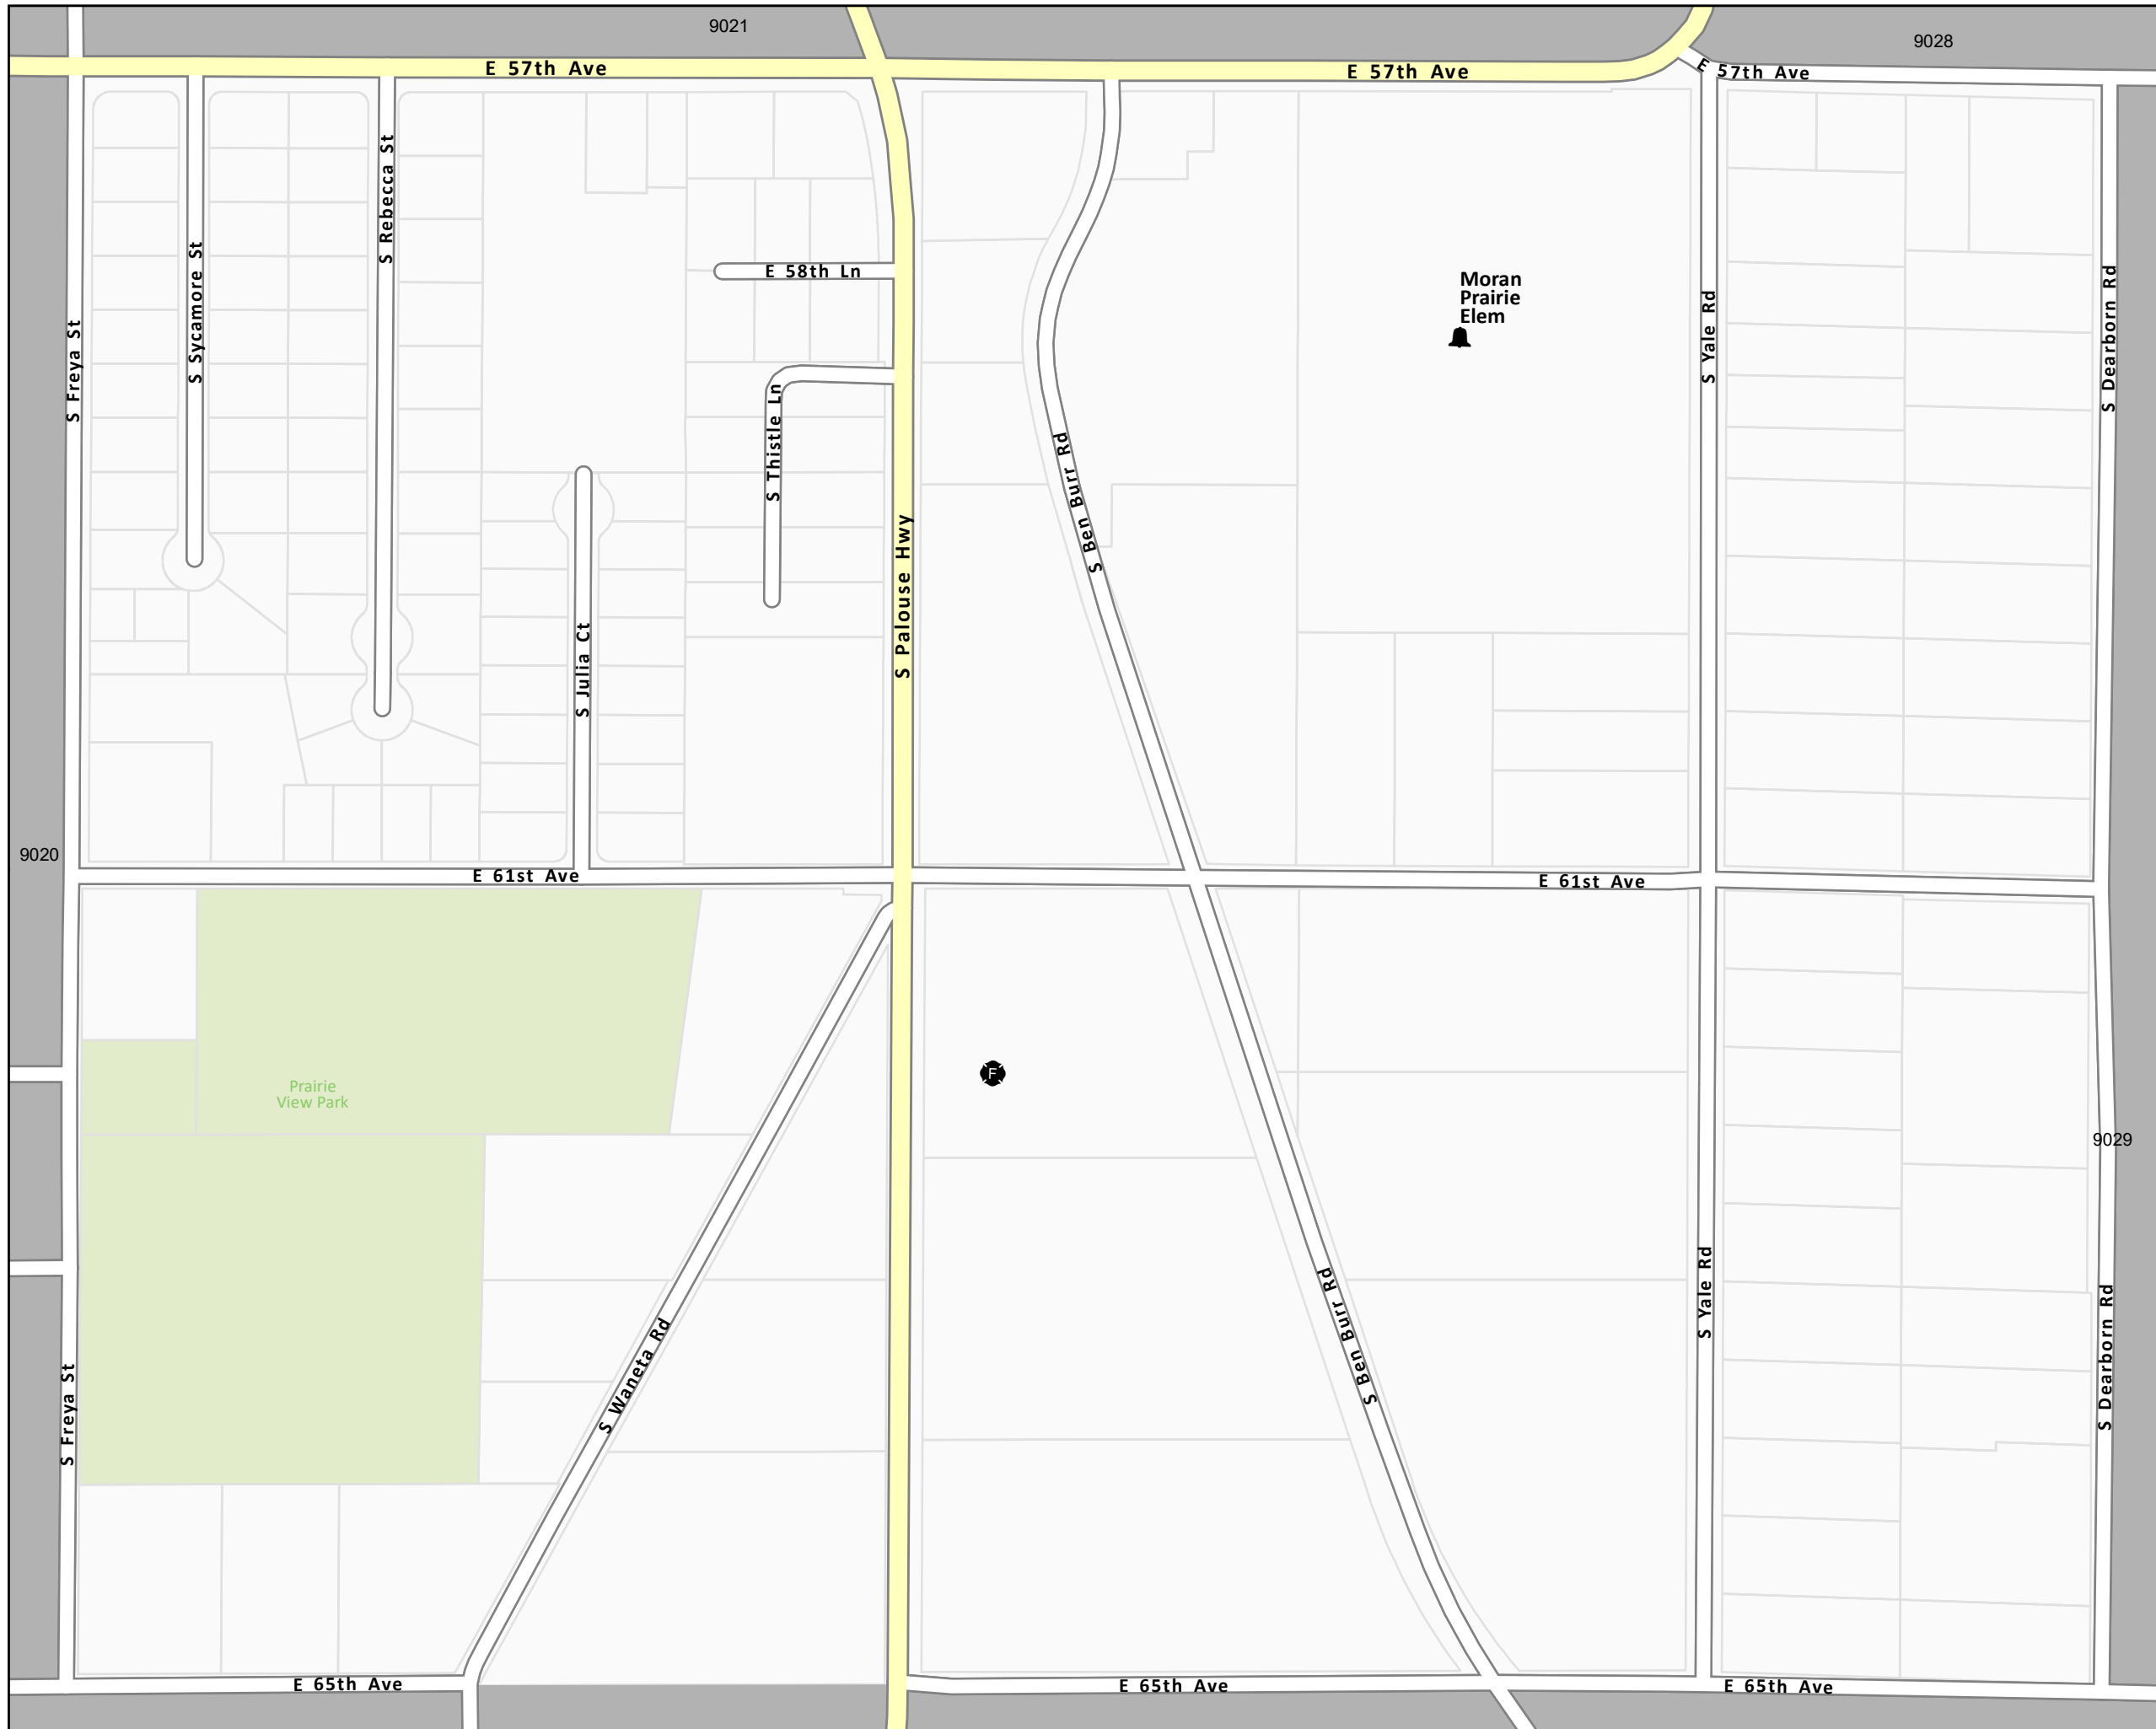 9021
9028
E 57th Ave
E 57th Ave
E 57th Ave
S Rebecca St
S Sycamore St
S Freya St
E 58th Ln
Moran
Prairie
Elem
S Yale Rd
S Dearborn Rd
S Thistle Ln
S Ben Burr Rd
S Palouse Hwy
S Julia Ct
9020
E 61st Ave
E 61st Ave
F
Prairie
View Park
9029
S Yale Rd
S Ben Burr Rd
S Waneta Rd
S Dearborn Rd
S Freya St
E 65th Ave
E 65th Ave
E 65th Ave